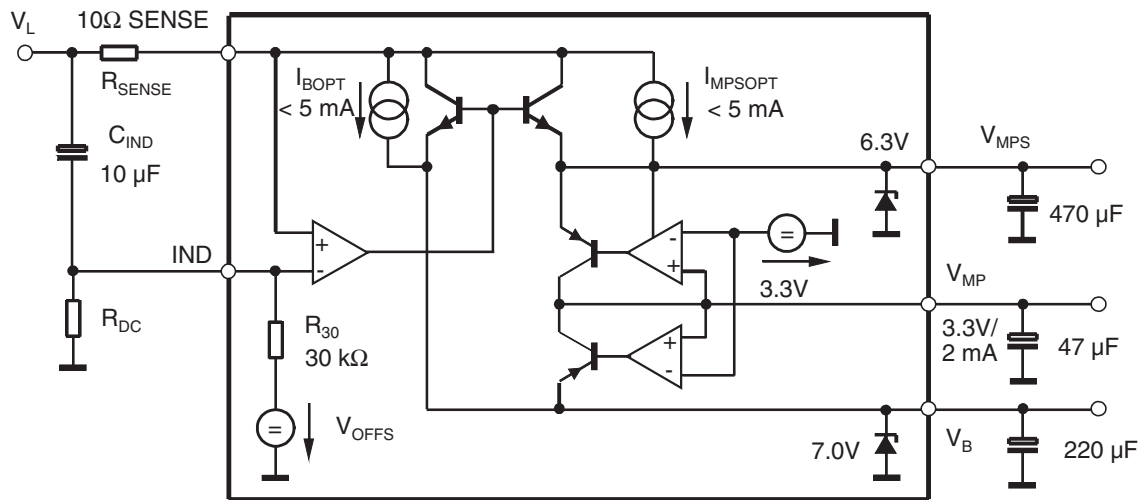 V_L
10Ω SENSE
R_SENSE
I_BOPT
< 5 mA
I_MPSOPT
< 5 mA
C_IND
10 µF
6.3V
V_MPS
470 µF
IND
+
-
=
-
+
3.3V
V_MP
R_DC
R_30
30 kΩ
+
-
3.3V/
2 mA
47 µF
=
V_OFFS
7.0V
V_B
220 µF